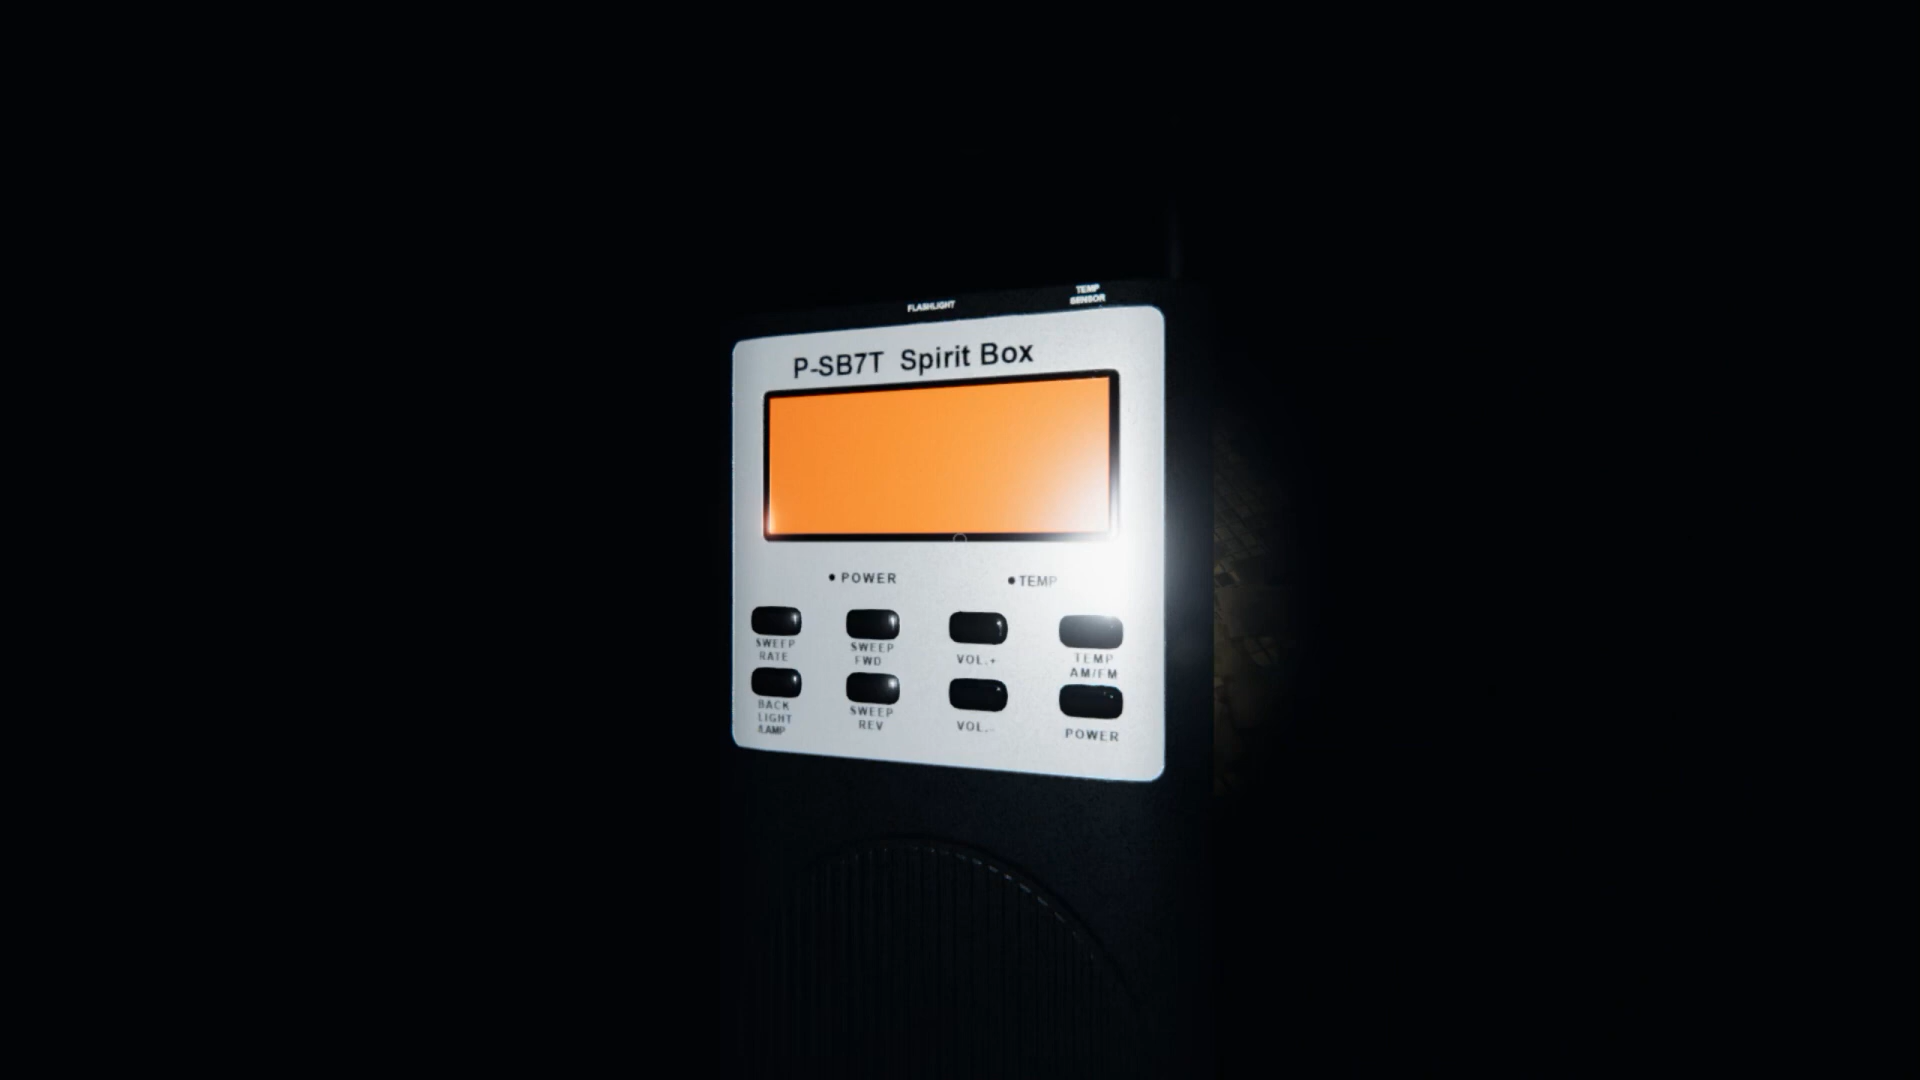 FLASHLIGHT
TEMP
SENSOR
P-SB7T Spirit Box
POWER
TEMP
SWEEP
RATE
SWEEP
FWD
VOL.+
TEMP
AM/FM
BACK
LIGHT
/LAMP
SWEEP
REV
VOL.-
POWER